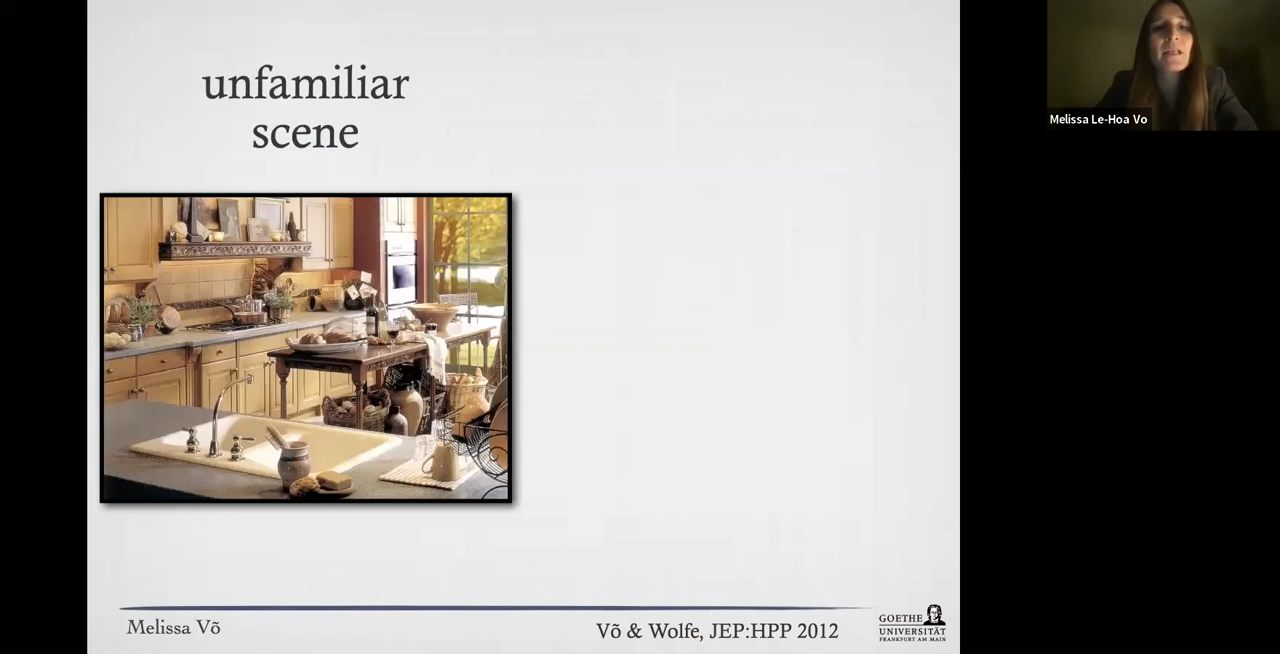 unfamiliar
scene
Melissa Le-Hoa Vo
Melissa Võ
Võ & Wolfe, JEP:HPP 2012
GOETHE
UNIVERSITÄT
FRANKFURT AM MAIN